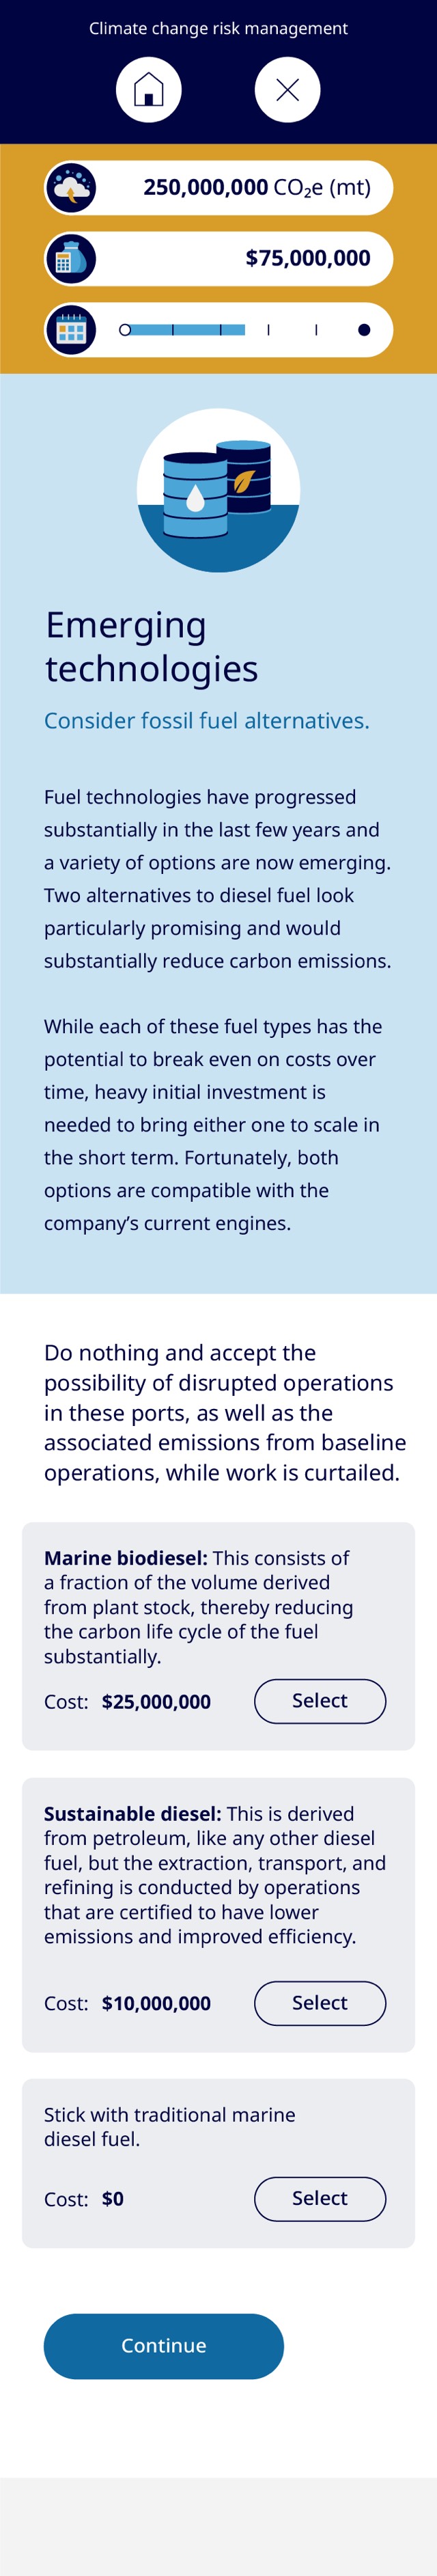 Climate change risk management
250,000,000 CO₂e (mt)
$75,000,000
Emerging
technologies
Consider fossil fuel alternatives.
Fuel technologies have progressed
substantially in the last few years and
a variety of options are now emerging.
Two alternatives to diesel fuel look
particularly promising and would
substantially reduce carbon emissions.
While each of these fuel types has the
potential to break even on costs over
time, heavy initial investment is
needed to bring either one to scale in
the short term. Fortunately, both
options are compatible with the
company’s current engines.
Do nothing and accept the
possibility of disrupted operations
in these ports, as well as the
associated emissions from baseline
operations, while work is curtailed.
Marine biodiesel: This consists of
a fraction of the volume derived
from plant stock, thereby reducing
the carbon life cycle of the fuel
substantially.
Cost: $25,000,000 Select
Sustainable diesel: This is derived
from petroleum, like any other diesel
fuel, but the extraction, transport, and
refining is conducted by operations
that are certified to have lower
emissions and improved efficiency.
Cost: $10,000,000 Select
Stick with traditional marine
diesel fuel.
Cost: $0 Select
Continue